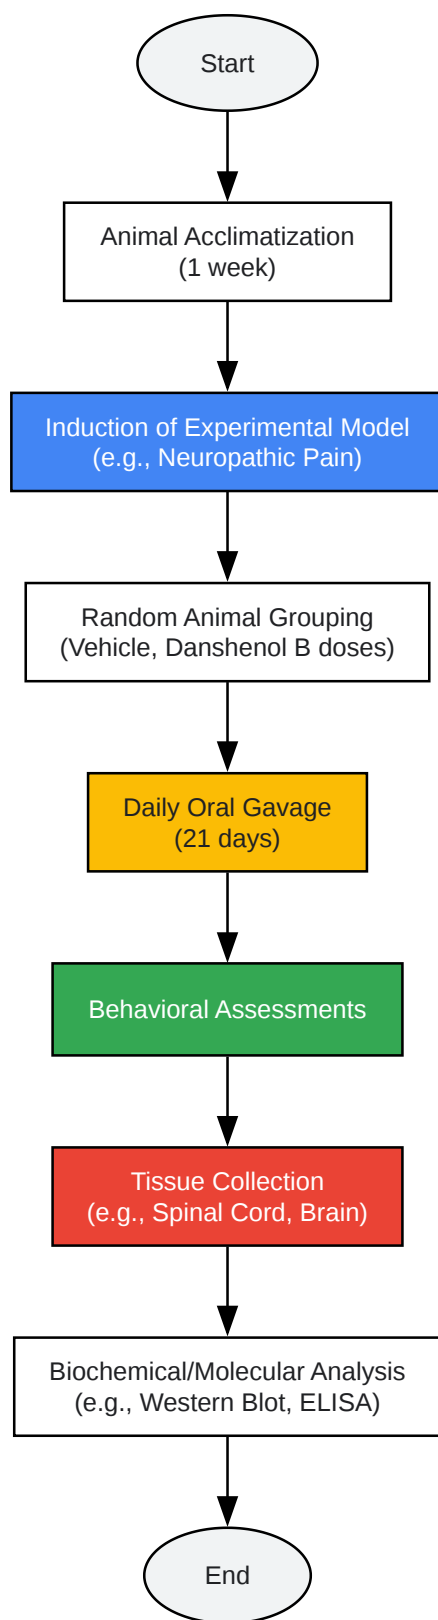 Start
Animal Acclimatization
(1 week)
Induction of Experimental Model
(e.g., Neuropathic Pain)
Random Animal Grouping
(Vehicle, Danshenol B doses)
Daily Oral Gavage
(21 days)
Behavioral Assessments
Tissue Collection
(e.g., Spinal Cord, Brain)
Biochemical/Molecular Analysis
(e.g., Western Blot, ELISA)
End